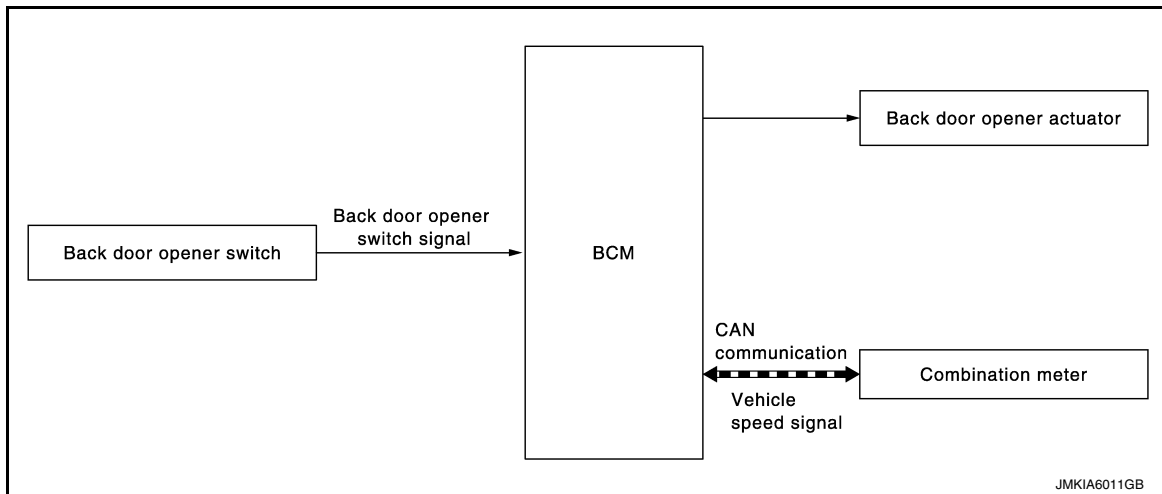 Back door opener actuator
Back door opener
switch signal
Back door opener switch
BCM
CAN
communication
Combination meter
Vehicle
speed signal
JMKIA6011GB